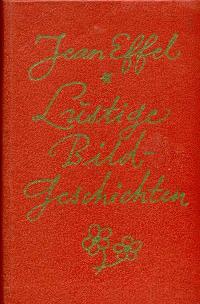 Jean Effel
*
Lustige
Bild-
Geschichten